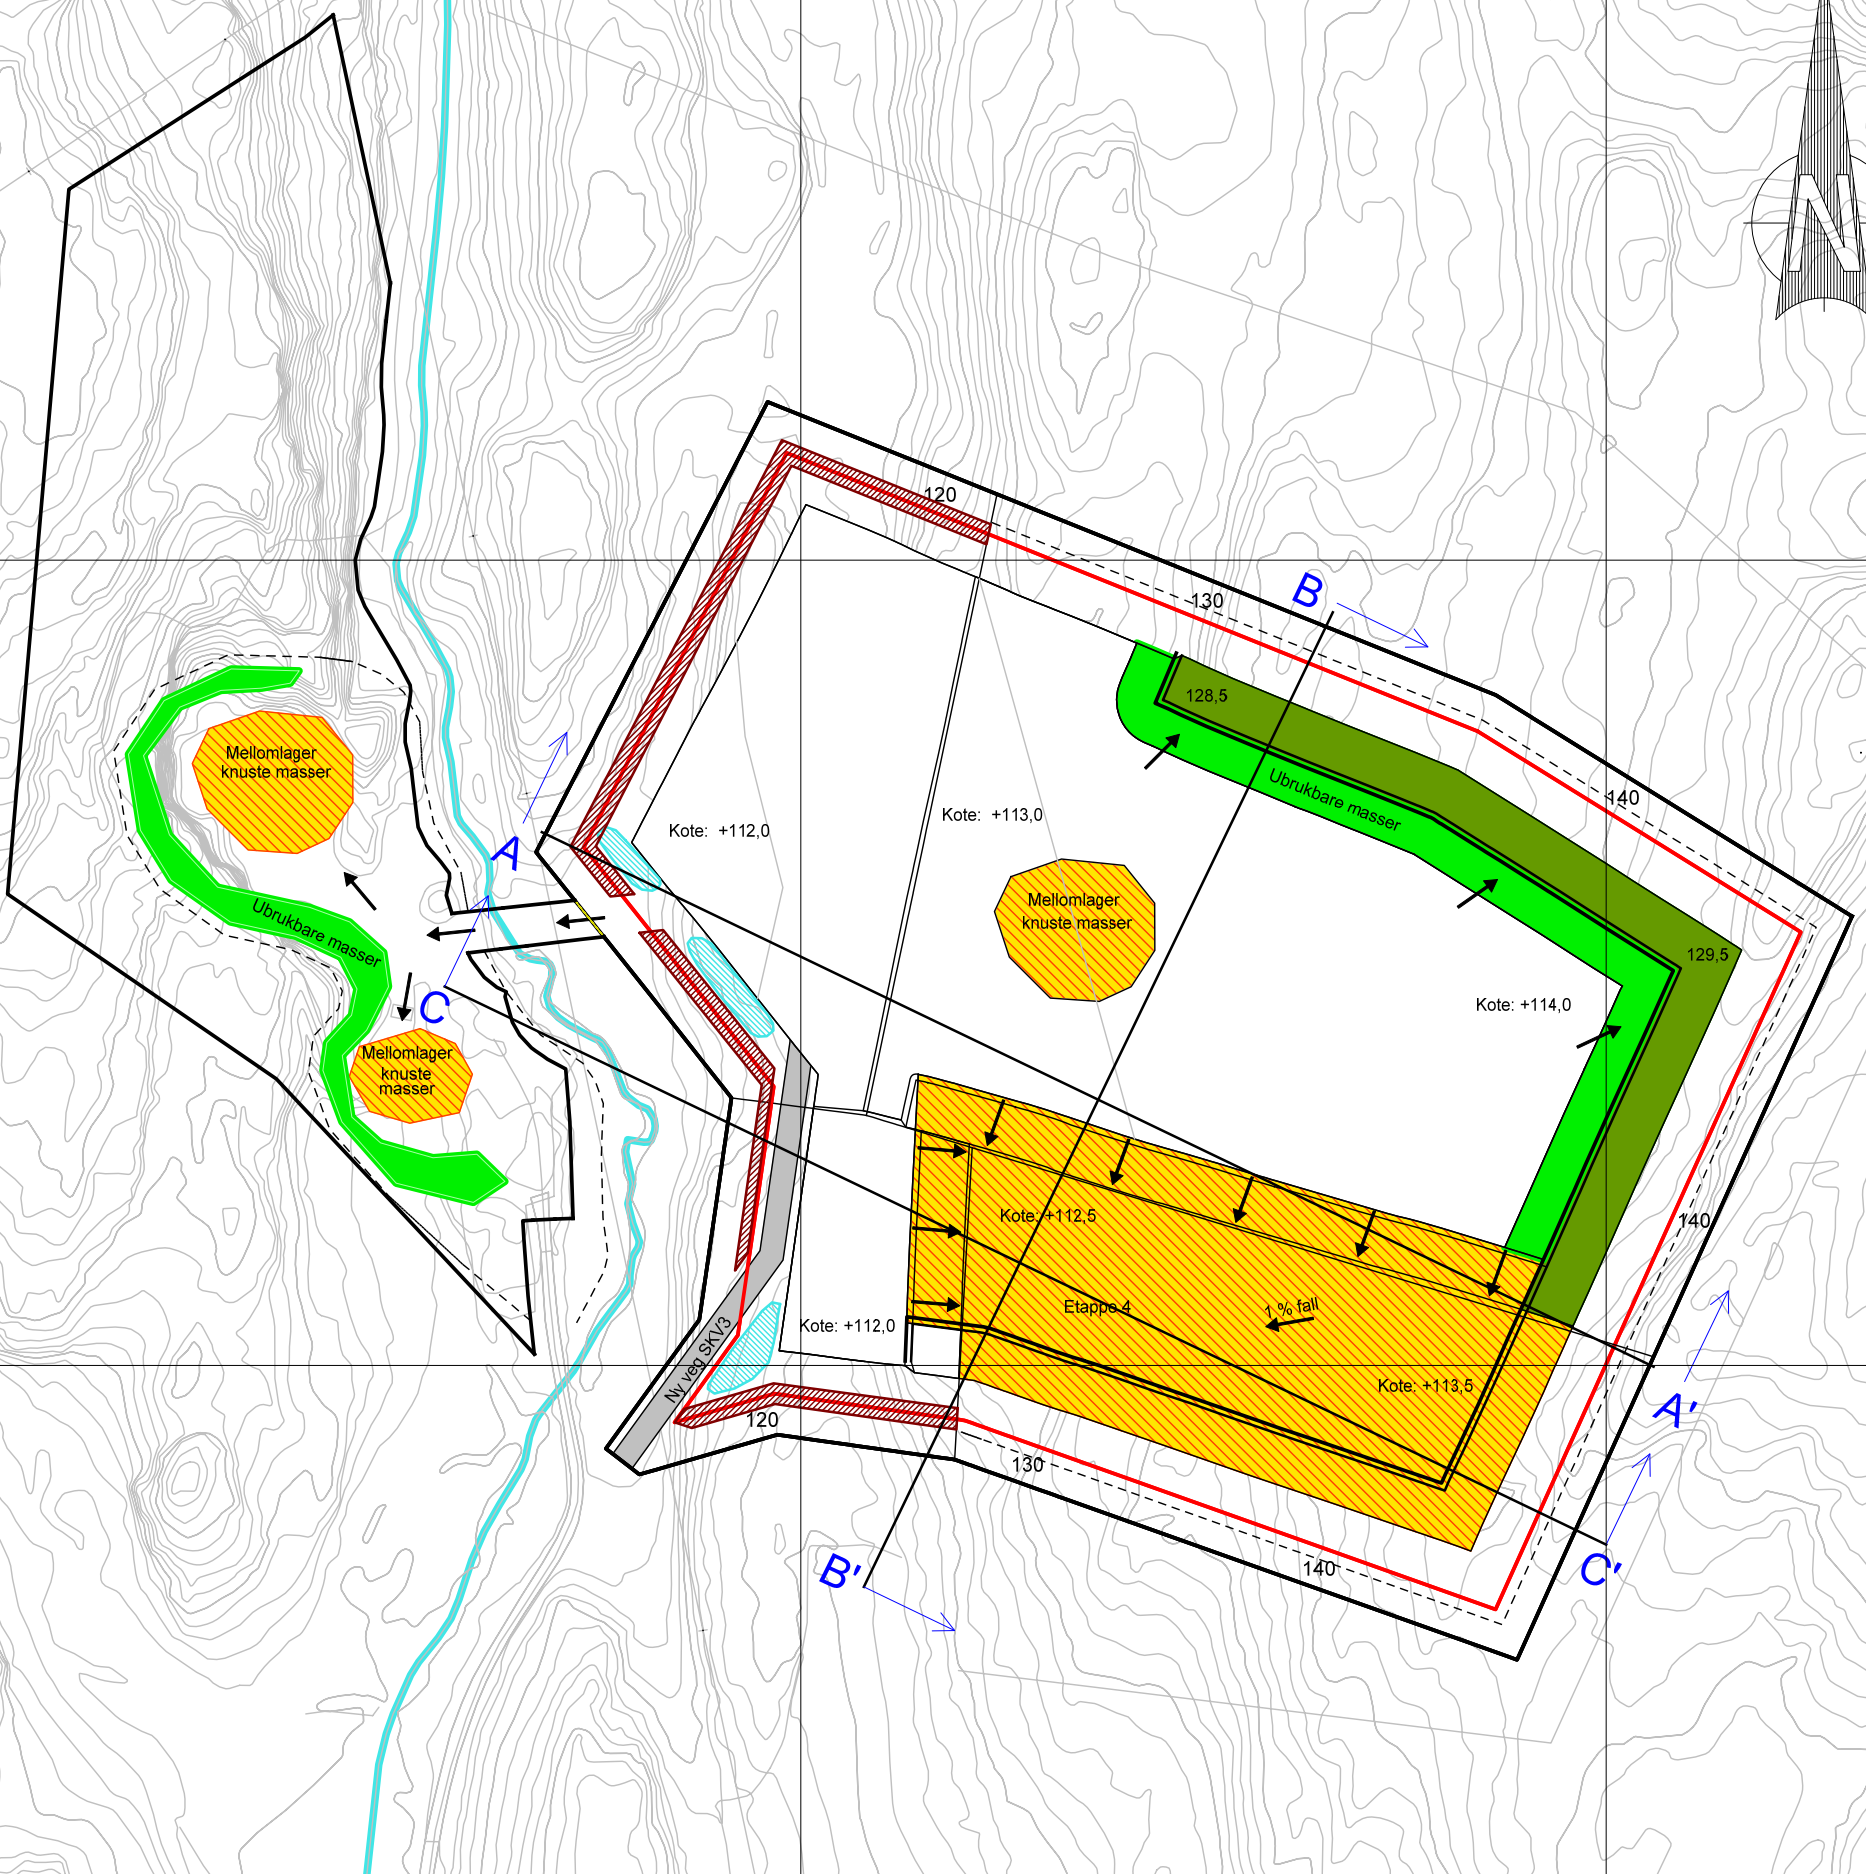 N
120
B
130
128,5
Mellomlager
knuste masser
Ubrukbare masser
140
Kote: +113,0
Kote: +112,0
A
Mellomlager
knuste masser
Ubrukbare masser
129,5
C
Kote: +114,0
Mellomlager
knuste
masser
Kote: +112,5
140
Etappe 4
1 % fall
Kote: +112,0
Ny veg SKV3
Kote: +113,5
A'
120
130
B'
140
C'